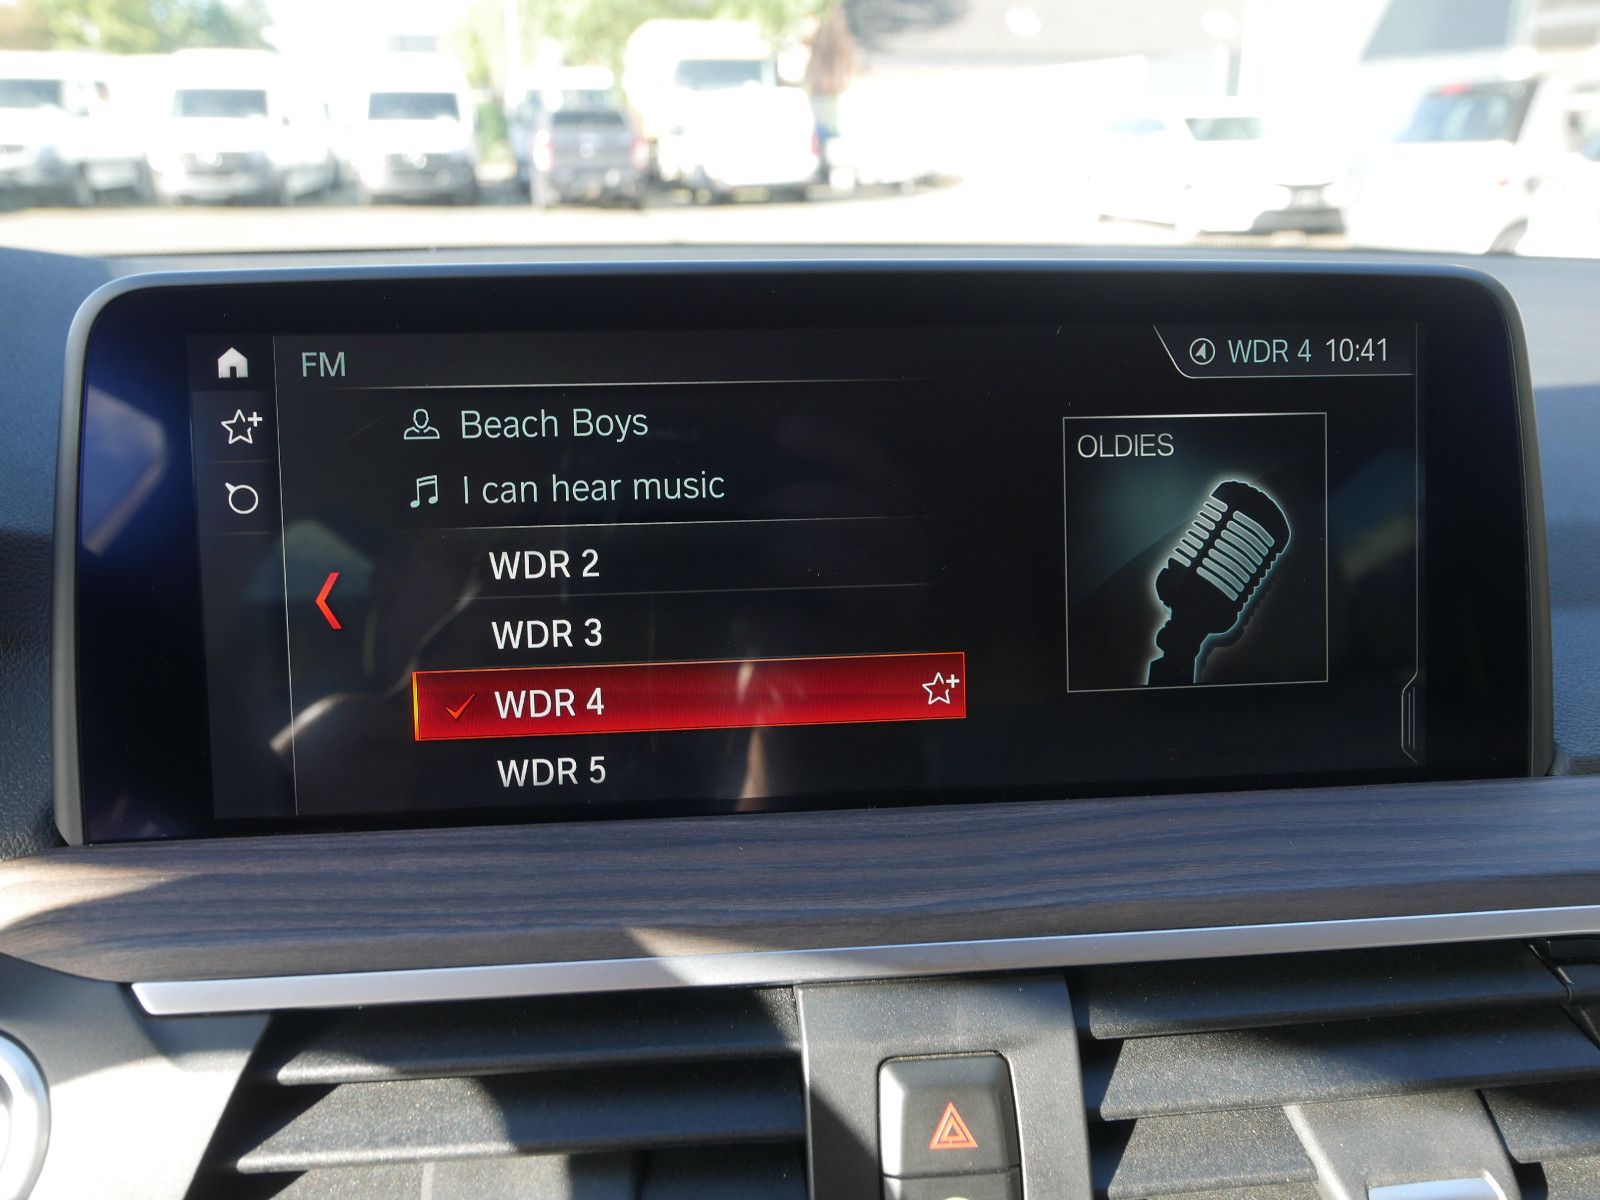 FM
WDR 4 10:41
Beach Boys
I can hear music
OLDIES
WDR 2
WDR 3
WDR 4
WDR 5